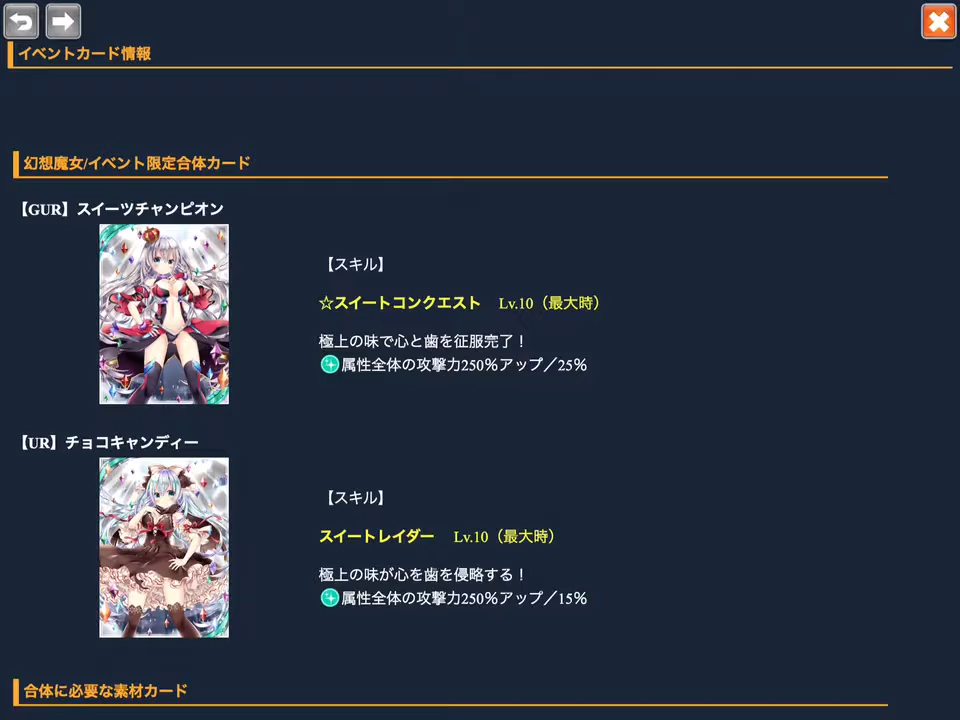 イベントカード情報
幻想魔女/イベント限定合体カード
【GUR】スイーツチャンピオン
【スキル】
☆スイートコンクエスト Lv.10（最大時）
極上の味で心と歯を征服完了！
属性全体の攻撃力250%アップ／25%
【UR】チョコキャンディー
【スキル】
スイートレイダー Lv.10（最大時）
極上の味が心を歯を侵略する！
属性全体の攻撃力250%アップ／15%
合体に必要な素材カード